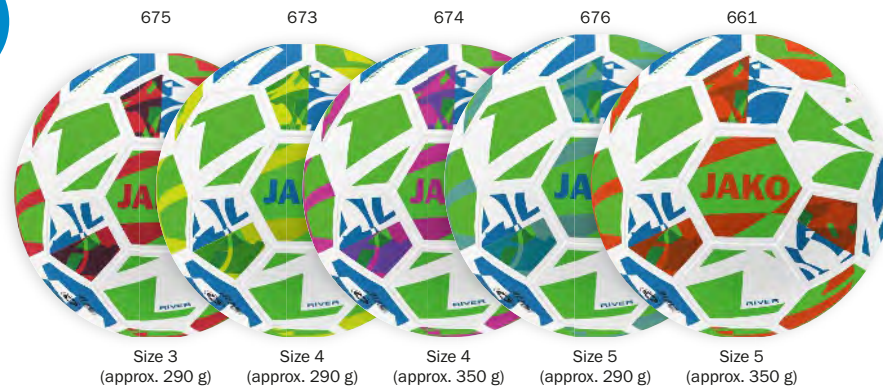 675
673
674
676
661
JA
JA
JA
JA
JAKO
RIVER
RIVER
RIVER
Size 3
(approx. 290 g)
Size 4
(approx. 290 g)
Size 4
(approx. 350 g)
Size 5
(approx. 290 g)
Size 5
(approx. 350 g)